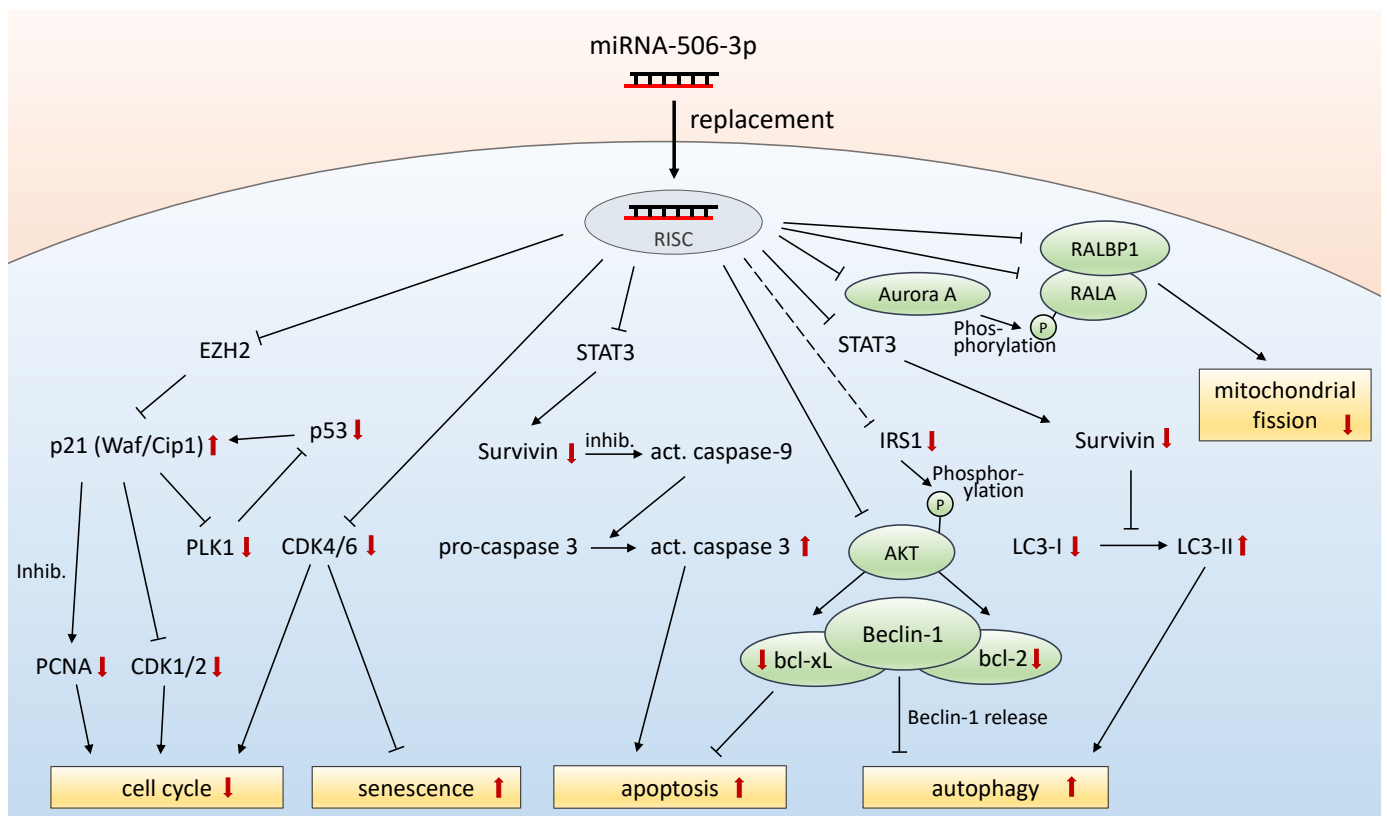 miRNA-506-3p
replacement
RISC
RALBP1
Aurora A
RALA
P
Phos-
phorylation
EZH2
STAT3
STAT3
mitochondrial
fission
p21 (Waf/Cip1)
p53
Survivin
inhib.
act. caspase-9
IRS1
Survivin
Phosphor-
ylation
P
PLK1
CDK4/6
pro-caspase 3
act. caspase 3
AKT
LC3-I
LC3-II
Inhib.
Beclin-1
PCNA
CDK1/2
bcl-xL
bcl-2
Beclin-1 release
cell cycle
senescence
apoptosis
autophagy